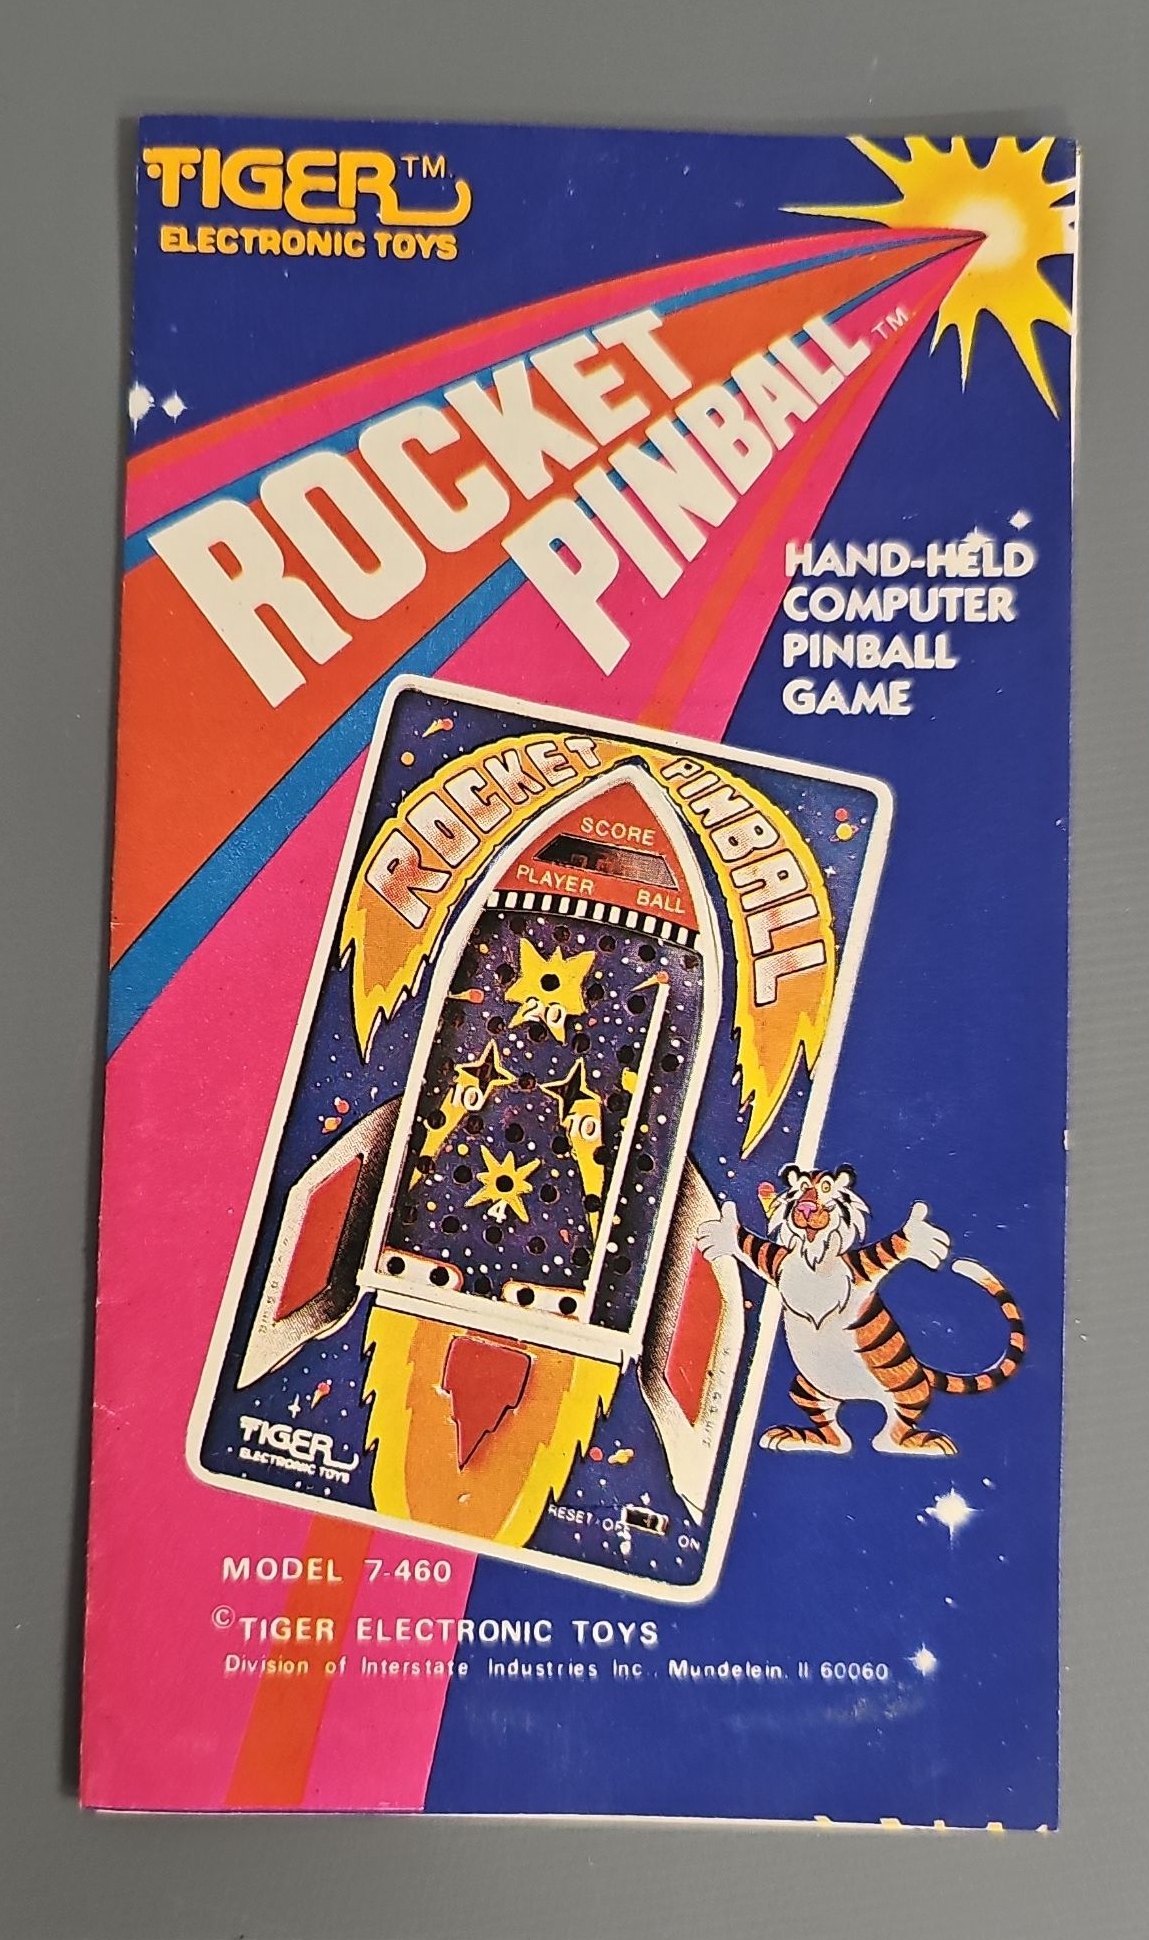 TIGER™
ELECTRONIC TOYS
ROCKET
PINBALL™
HAND-HELD
COMPUTER
PINBALL
GAME
ROCKET PINBALL
SCORE
PLAYER BALL
20
10
10
4
TIGER
ELECTRONIC TOYS
RESET OFF ON
MODEL 7-460
©TIGER ELECTRONIC TOYS
Division of Interstate Industries Inc., Mundelein, Il 60060